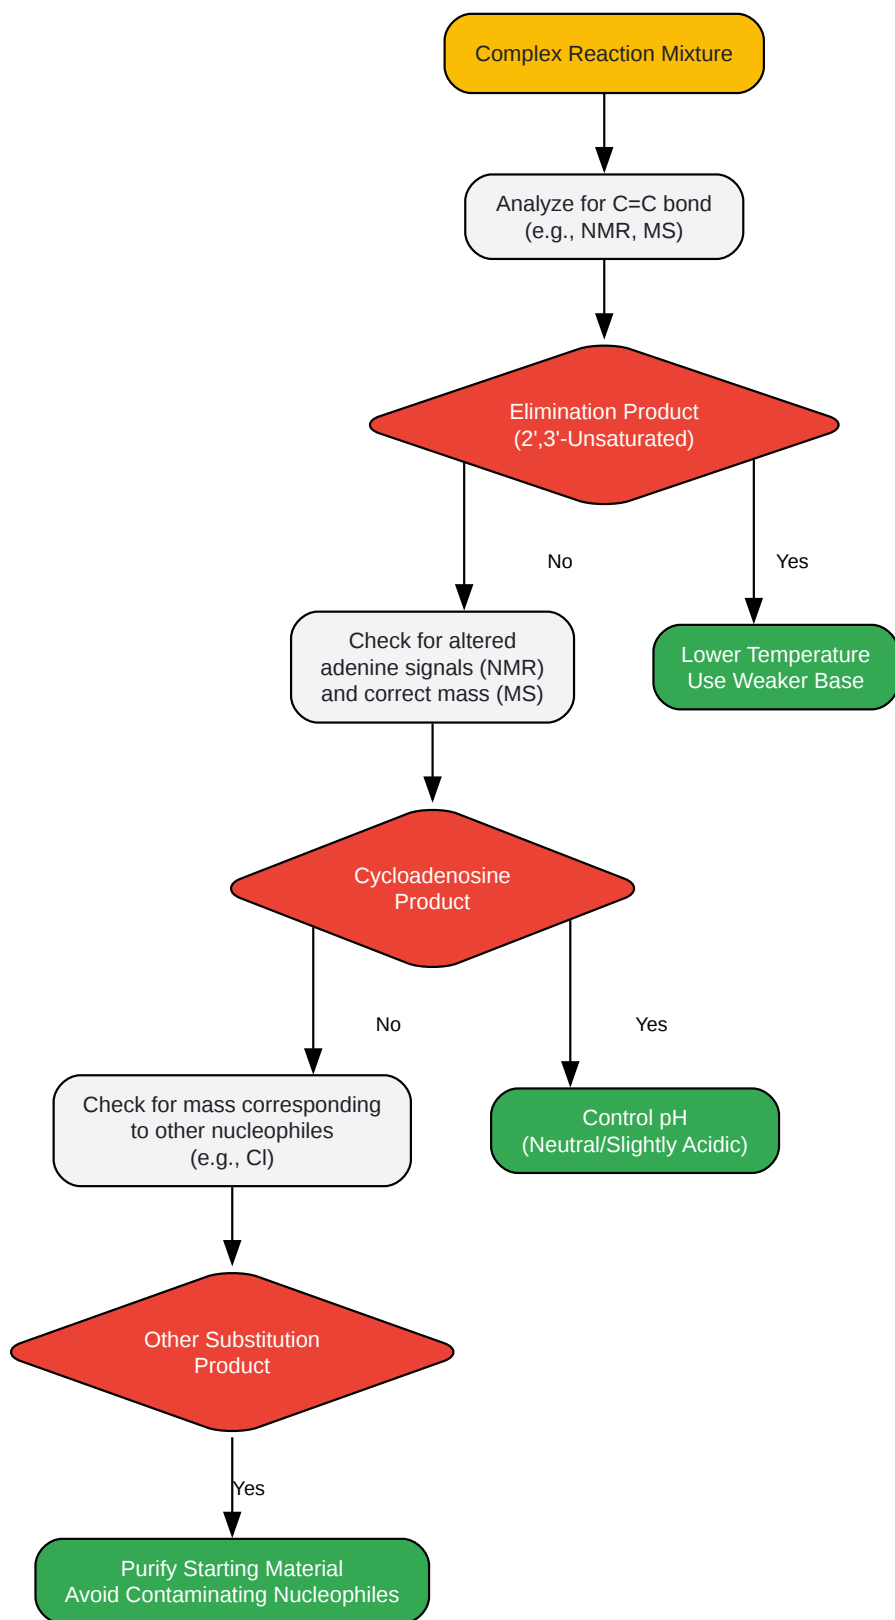 Complex Reaction Mixture
Analyze for C=C bond
(e.g., NMR, MS)
Elimination Product
(2',3'-Unsaturated)
No
Yes
Check for altered
adenine signals (NMR)
and correct mass (MS)
Lower Temperature
Use Weaker Base
Cycloadenosine
Product
No
Yes
Check for mass corresponding
to other nucleophiles
(e.g., Cl)
Control pH
(Neutral/Slightly Acidic)
Other Substitution
Product
Yes
Purify Starting Material
Avoid Contaminating Nucleophiles